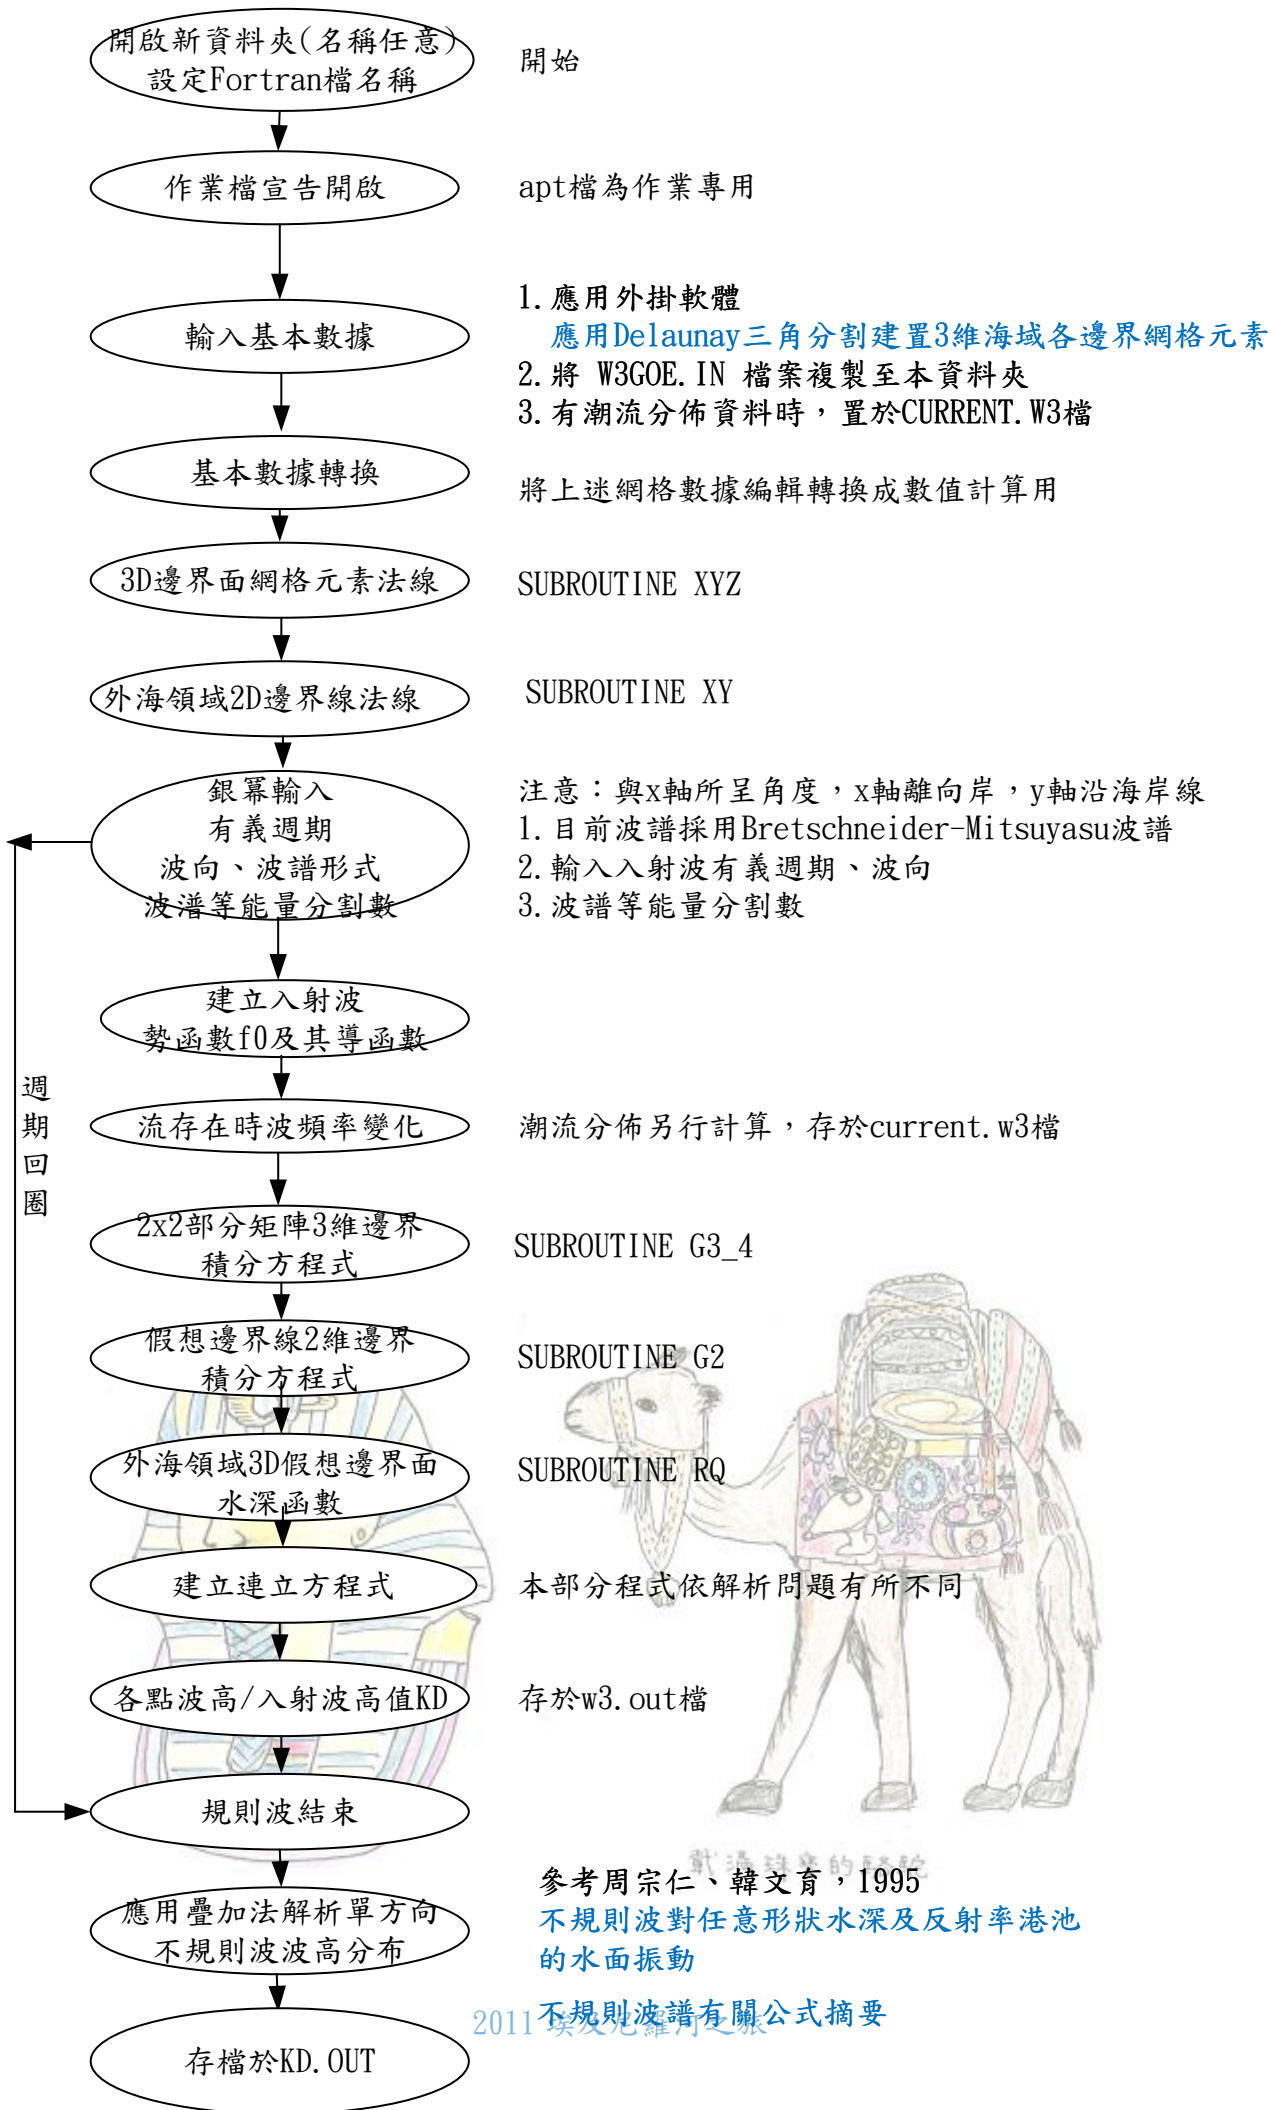 開啟新資料夾(名稱任意)
設定Fortran檔名稱
開始
作業檔宣告開啟
apt檔為作業專用
輸入基本數據
1.應用外掛軟體
應用Delaunay三角分割建置3維海域各邊界網格元素
2.將 W3GOE.IN 檔案複製至本資料夾
3.有潮流分佈資料時，置於CURRENT.W3檔
基本數據轉換
將上迷網格數據編輯轉換成數值計算用
3D邊界面網格元素法線
SUBROUTINE XYZ
外海領域2D邊界線法線
SUBROUTINE XY
銀幕輸入
有義週期
波向、波譜形式
波潽等能量分割數
注意：與x軸所呈角度，x軸離向岸，y軸沿海岸線
1.目前波譜採用Bretschneider-Mitsuyasu波譜
2.輸入入射波有義週期、波向
3.波譜等能量分割數
建立入射波
勢函數f0及其導函數
週
期
回
圈
流存在時波頻率變化
潮流分佈另行計算，存於current.w3檔
2x2部分矩陣3維邊界
積分方程式
SUBROUTINE G3_4
假想邊界線2維邊界
積分方程式
SUBROUTINE G2
外海領域3D假想邊界面
水深函數
SUBROUTINE RQ
建立連立方程式
本部分程式依解析問題有所不同
各點波高/入射波高值KD
存於w3.out檔
規則波結束
戴滿珠寶的駱駝
應用疊加法解析單方向
不規則波波高分布
參考周宗仁、韓文育，1995
不規則波對任意形狀水深及反射率港池
的水面振動
不規則波譜有關公式摘要
2011 埃及尼羅河之旅
存檔於KD.OUT